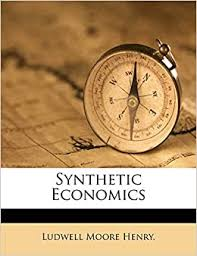 SYNTHETIC
ECONOMICS
LUDWELL MOORE HENRY,